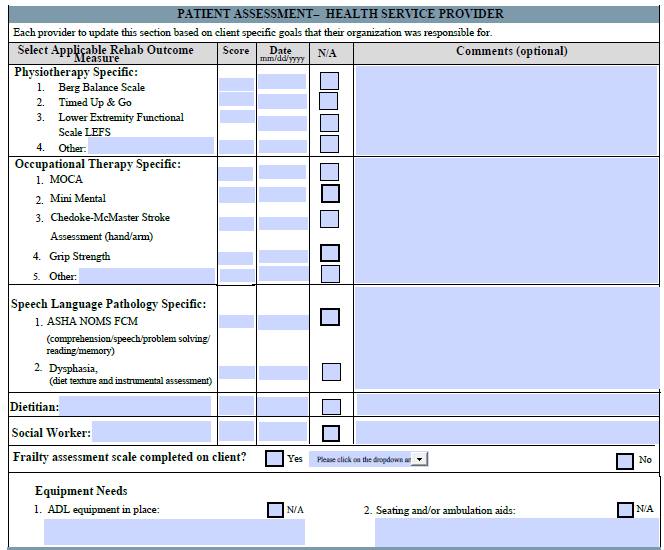 PATIENT ASSESSMENT– HEALTH SERVICE PROVIDER
Each provider to update this section based on client specific goals that their organization was responsible for.
Select Applicable Rehab Outcome Measure
Score
Date
mm/dd/yyyy
N/A
Comments (optional)
Physiotherapy Specific:
1. Berg Balance Scale
2. Timed Up & Go
3. Lower Extremity Functional
Scale LEFS
4. Other:
Occupational Therapy Specific:
1. MOCA
2. Mini Mental
3. Chedoke-McMaster Stroke
Assessment (hand/arm)
4. Grip Strength
5. Other:
Speech Language Pathology Specific:
1. ASHA NOMS FCM
(comprehension/speech/problem solving/
reading/memory)
2. Dysphasia,
(diet texture and instrumental assessment)
Dietitian:
Social Worker:
Frailty assessment scale completed on client? Yes Please click on the dropdown ar No
Equipment Needs
1. ADL equipment in place: N/A 2. Seating and/or ambulation aids: N/A